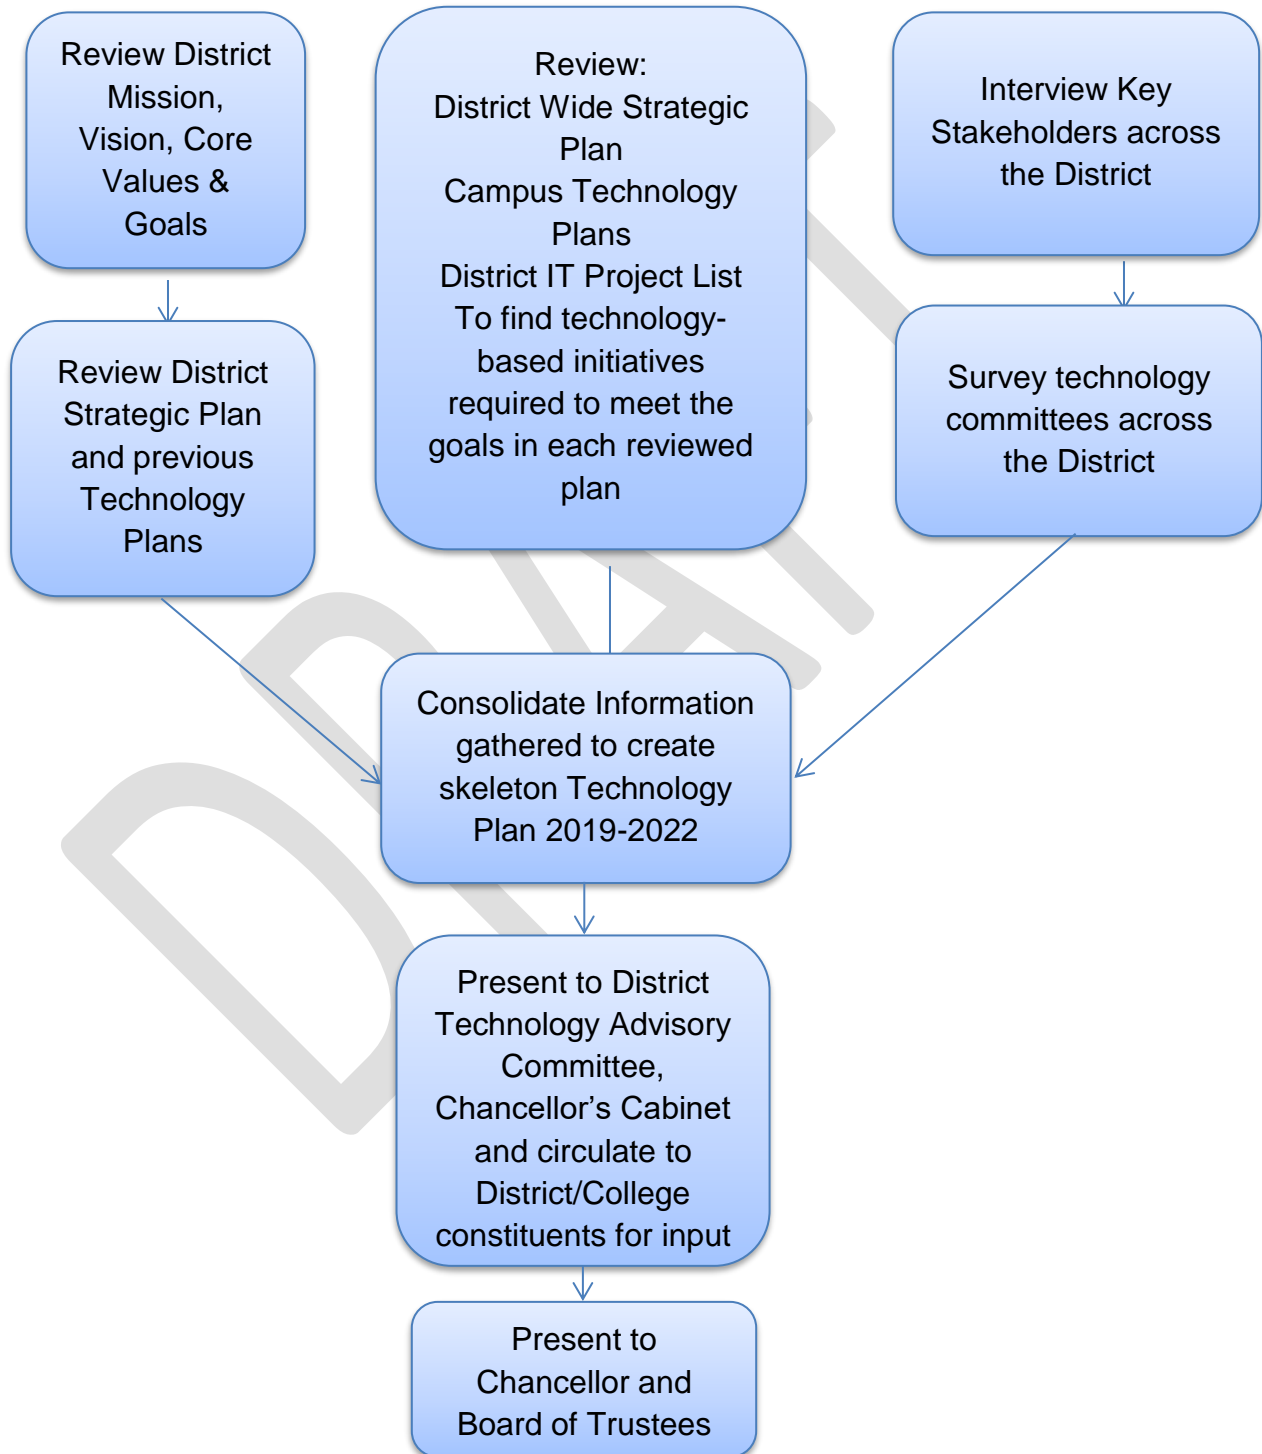 Review District
Mission,
Vision, Core
Values &
Goals
Review District
Strategic Plan
and previous
Technology
Plans
Review:
District Wide Strategic
Plan
Campus Technology
Plans
District IT Project List
To find technology-
based initiatives
required to meet the
goals in each reviewed
plan
Interview Key
Stakeholders across
the District
Survey technology
committees across
the District
Consolidate Information
gathered to create
skeleton Technology
Plan 2019-2022
Present to District
Technology Advisory
Committee,
Chancellor’s Cabinet
and circulate to
District/College
constituents for input
Present to
Chancellor and
Board of Trustees
DRAFT